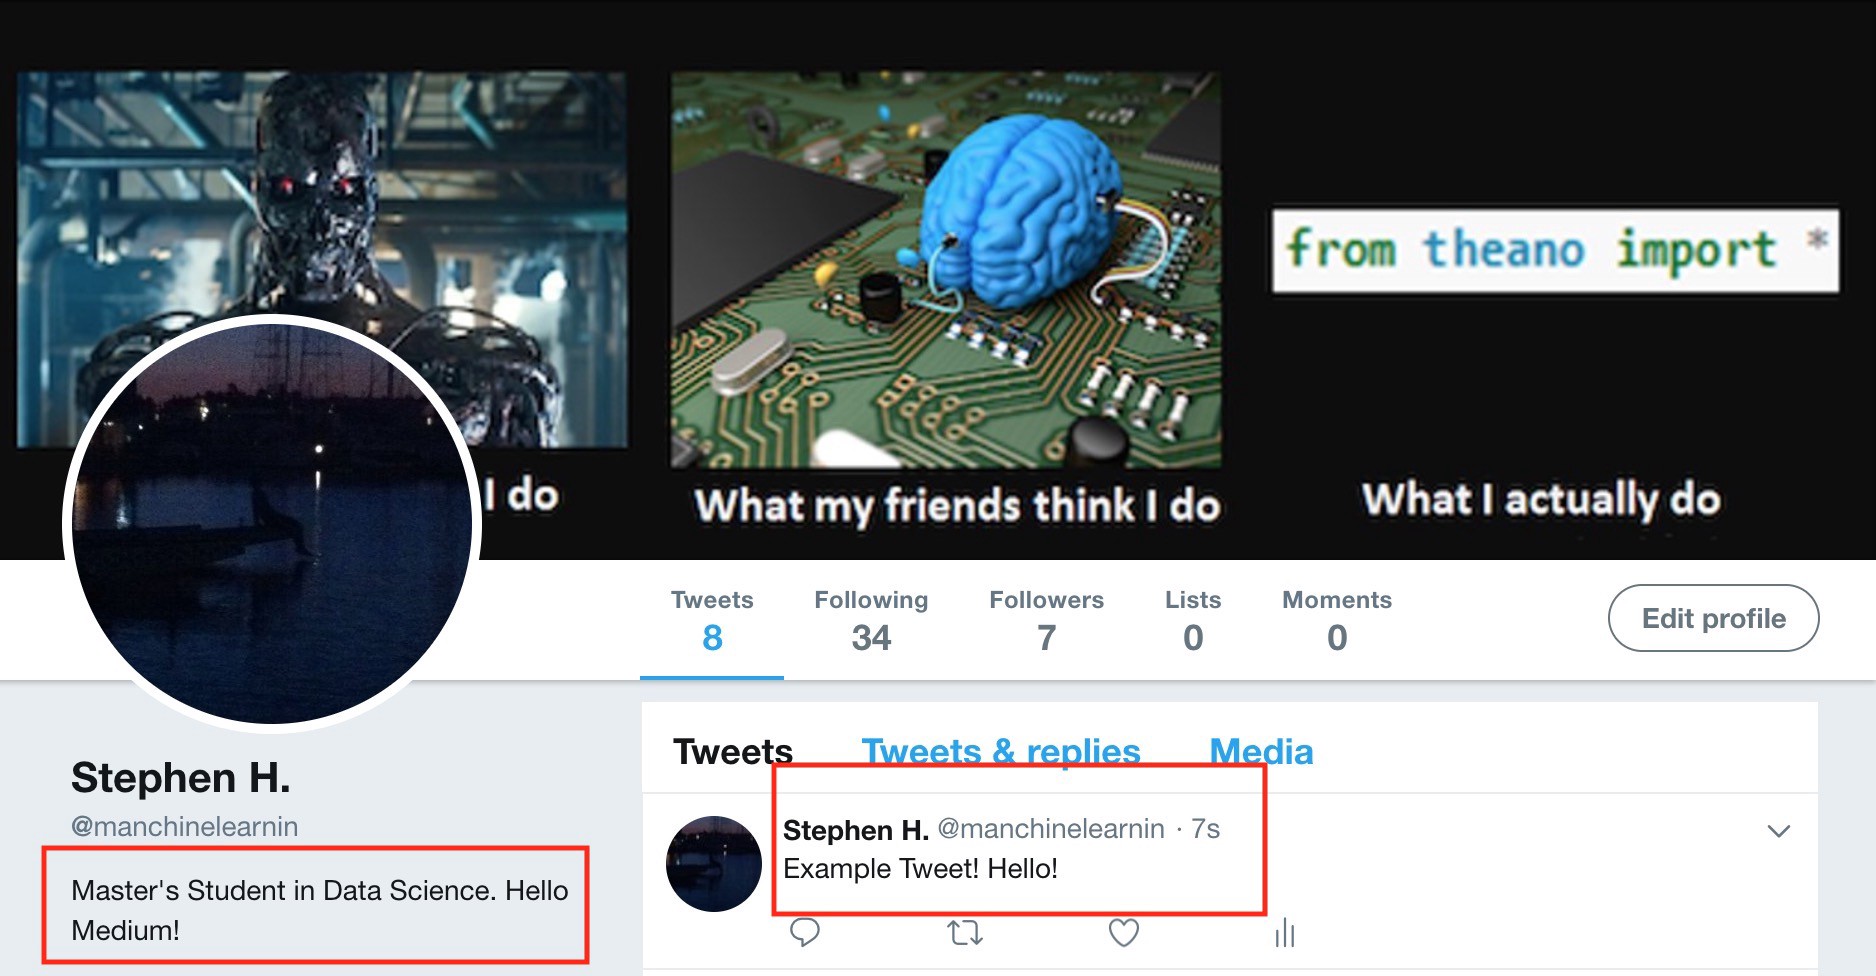 from theano import *
I do
What my friends think I do
What I actually do
Tweets Following Followers Lists Moments
8 34 7 0 0
Edit profile
Stephen H.
@manchinelearnin
Master's Student in Data Science. Hello
Medium!
Tweets Tweets & replies Media
Stephen H. @manchinelearnin · 7s
Example Tweet! Hello!